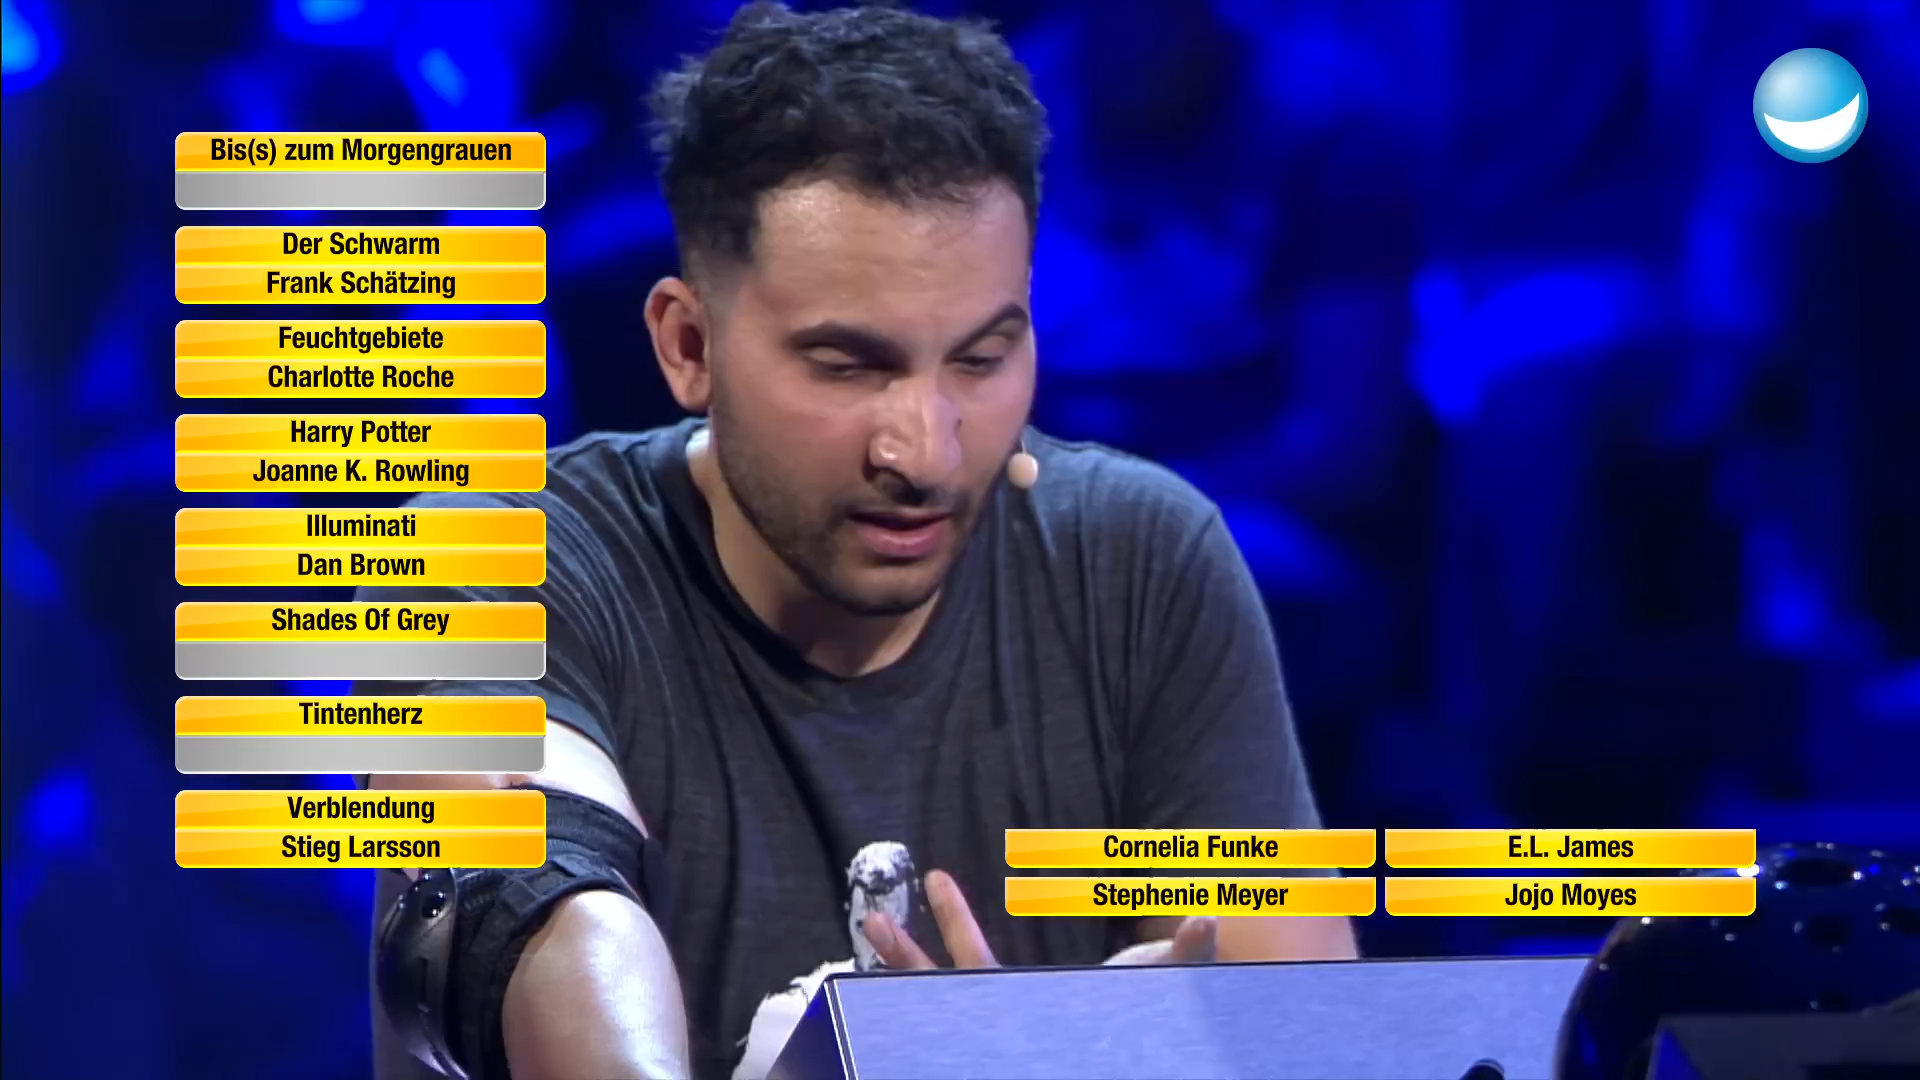 Bis(s) zum Morgengrauen
Der Schwarm
Frank Schätzing
Feuchtgebiete
Charlotte Roche
Harry Potter
Joanne K. Rowling
Illuminati
Dan Brown
Shades Of Grey
Tintenherz
Verblendung
Stieg Larsson
Cornelia Funke
E.L. James
Stephenie Meyer
Jojo Moyes